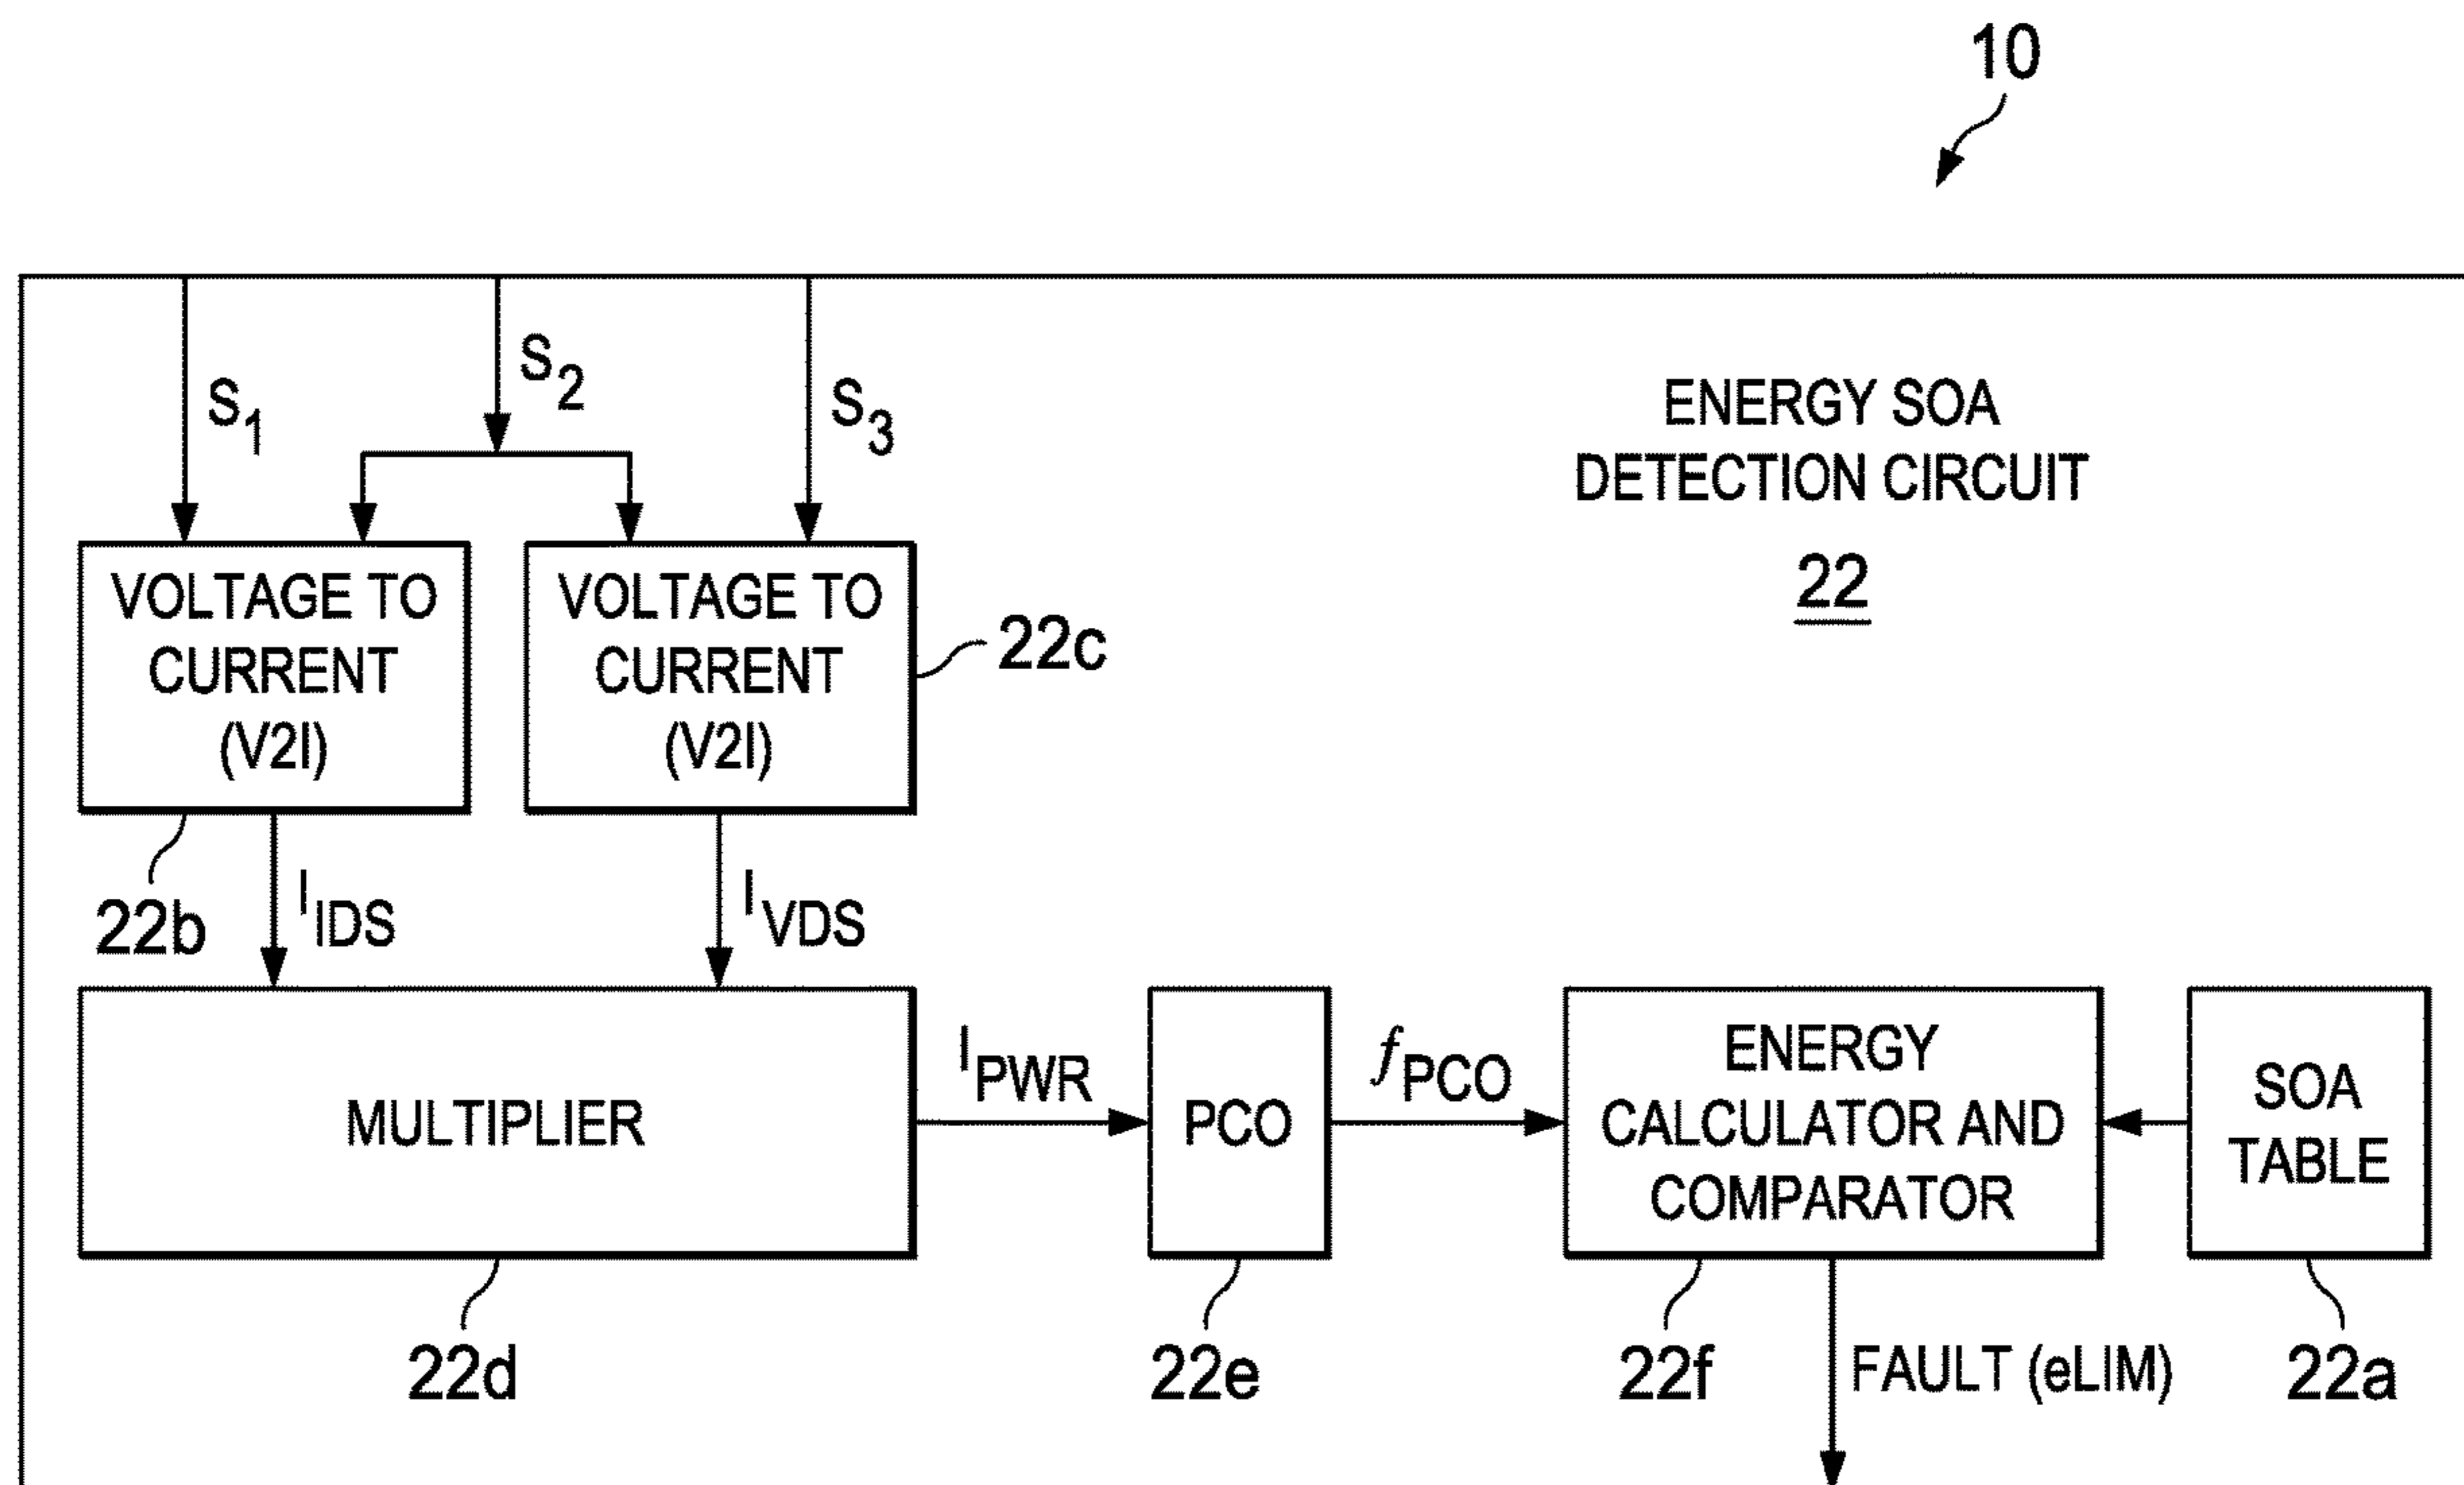 10
S1
S2
S3
ENERGY SOA
DETECTION CIRCUIT
22
VOLTAGE TO
CURRENT
(V2I)
VOLTAGE TO
CURRENT
(V2I)
22c
22b
IIDS
IVDS
MULTIPLIER
IPWR
PCO
fPCO
ENERGY
CALCULATOR AND
COMPARATOR
SOA
TABLE
22d
22e
22f
FAULT (eLIM)
22a